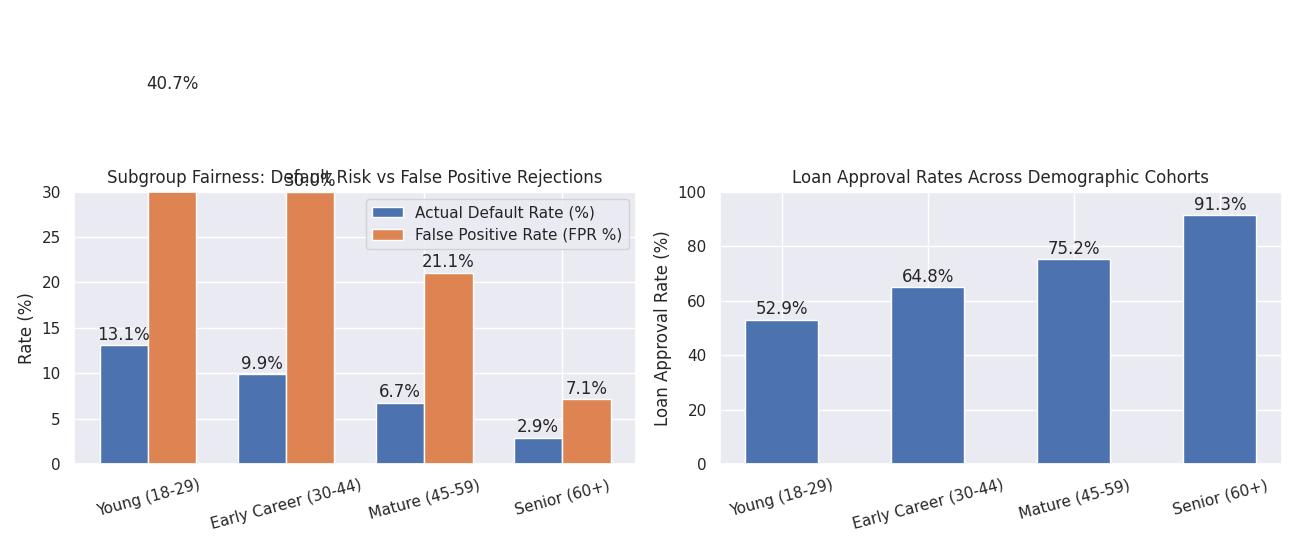 40.7%
Subgroup Fairness: Default Risk vs False Positive Rejections
30.0%
30
25
20
15
10
5
0
Rate (%)
Actual Default Rate (%)
False Positive Rate (FPR %)
13.1%
9.9%
6.7%
21.1%
2.9%
7.1%
Young (18-29)
Early Career (30-44)
Mature (45-59)
Senior (60+)
Loan Approval Rates Across Demographic Cohorts
100
80
60
40
20
0
Loan Approval Rate (%)
52.9%
64.8%
75.2%
91.3%
Young (18-29)
Early Career (30-44)
Mature (45-59)
Senior (60+)